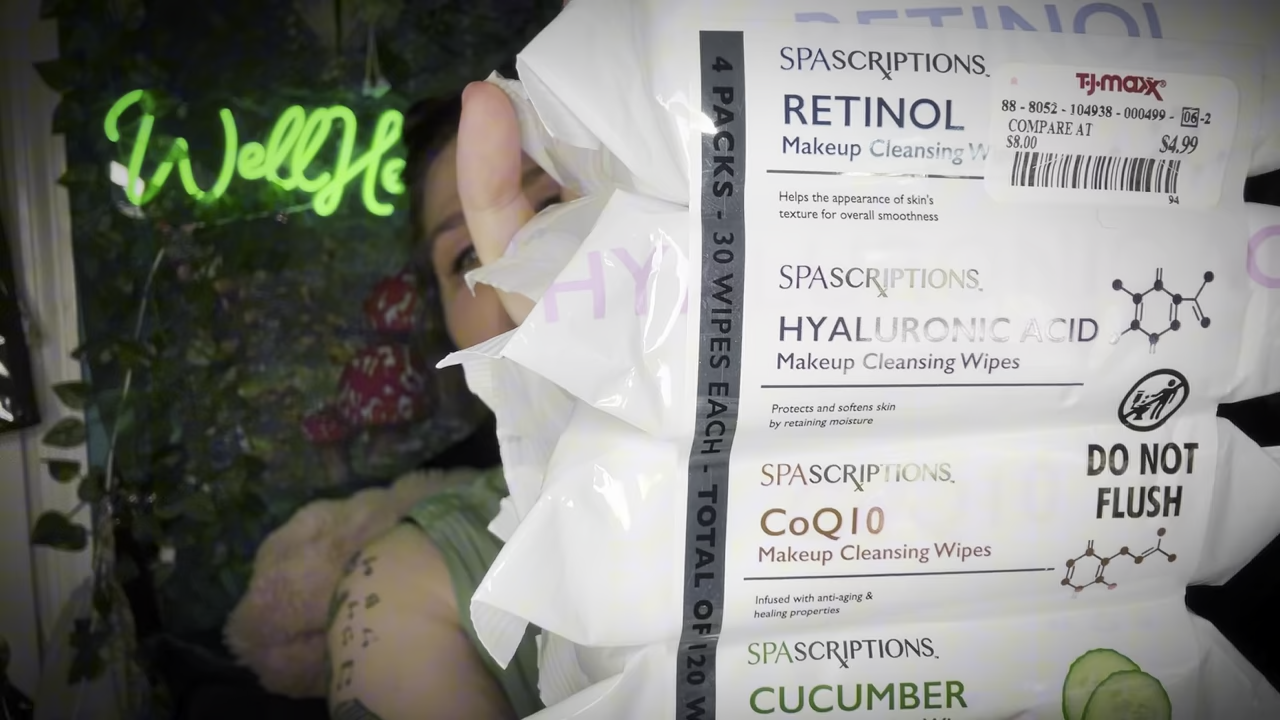 RETINOL
WellHe
4 PACKS - 30 WIPES EACH - TOTAL OF 120 W
SPASCRIPTIONS
RETINOL
Makeup Cleansing W
Helps the appearance of skin's
texture for overall smoothness
T·J·maxx®
88 - 8052 - 104938 - 000499 - 06 -2
COMPARE AT
$8.00
$4.99
94
HY
SPASCRIPTIONS
HYALURONIC ACID
Makeup Cleansing Wipes
Protects and softens skin
by retaining moisture
DO NOT
FLUSH
SPASCRIPTIONS
CoQ10
Makeup Cleansing Wipes
Infused with anti-aging &
healing properties
SPASCRIPTIONS
CUCUMBER